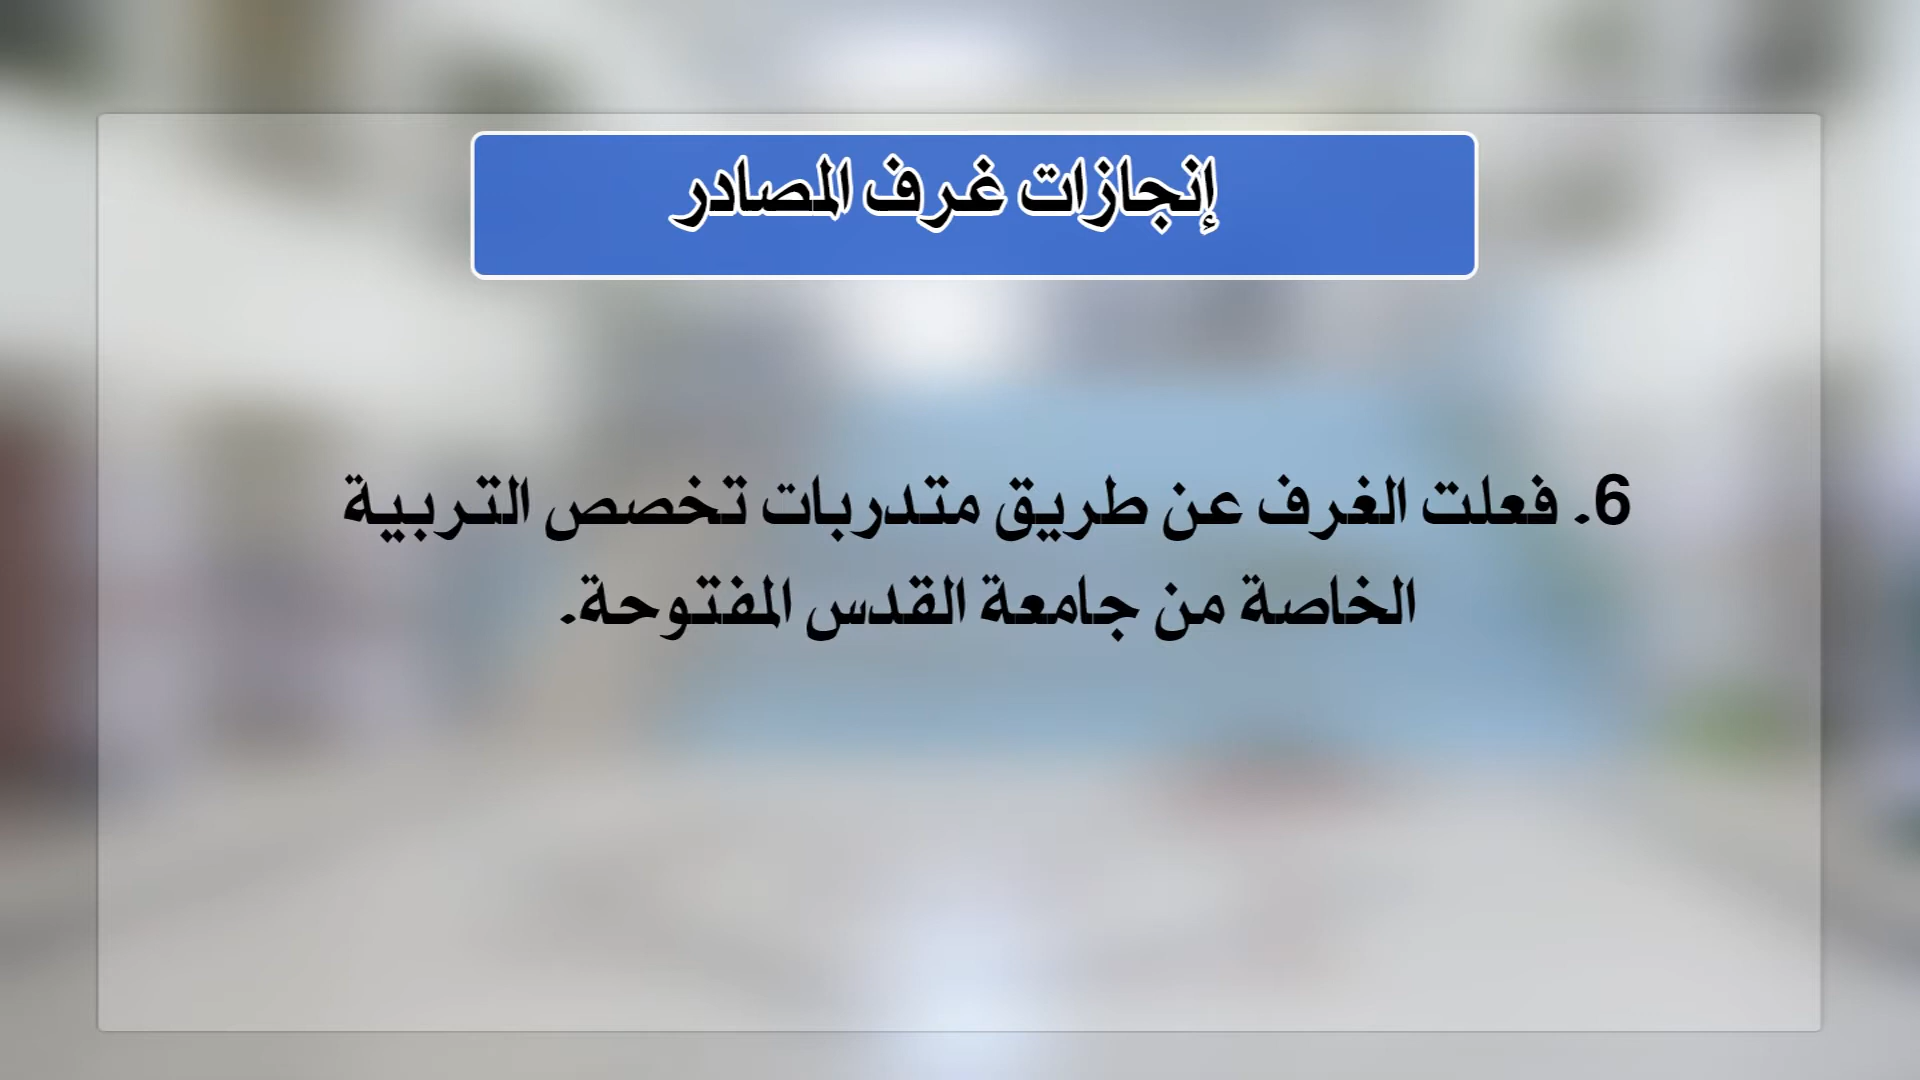 إنجازات غرف المصادر
6. فعلت الغرف عن طريق متدربات تخصص التربية
الخاصة من جامعة القدس المفتوحة.